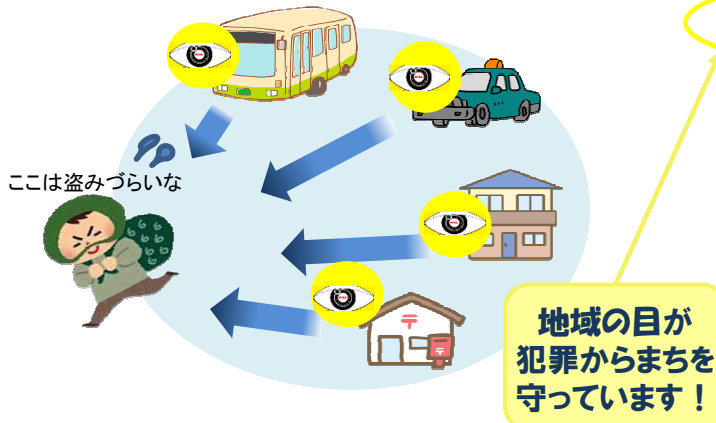 ここは盗みづらいな
〒
〒
地域の目が
犯罪からまちを
守っています！